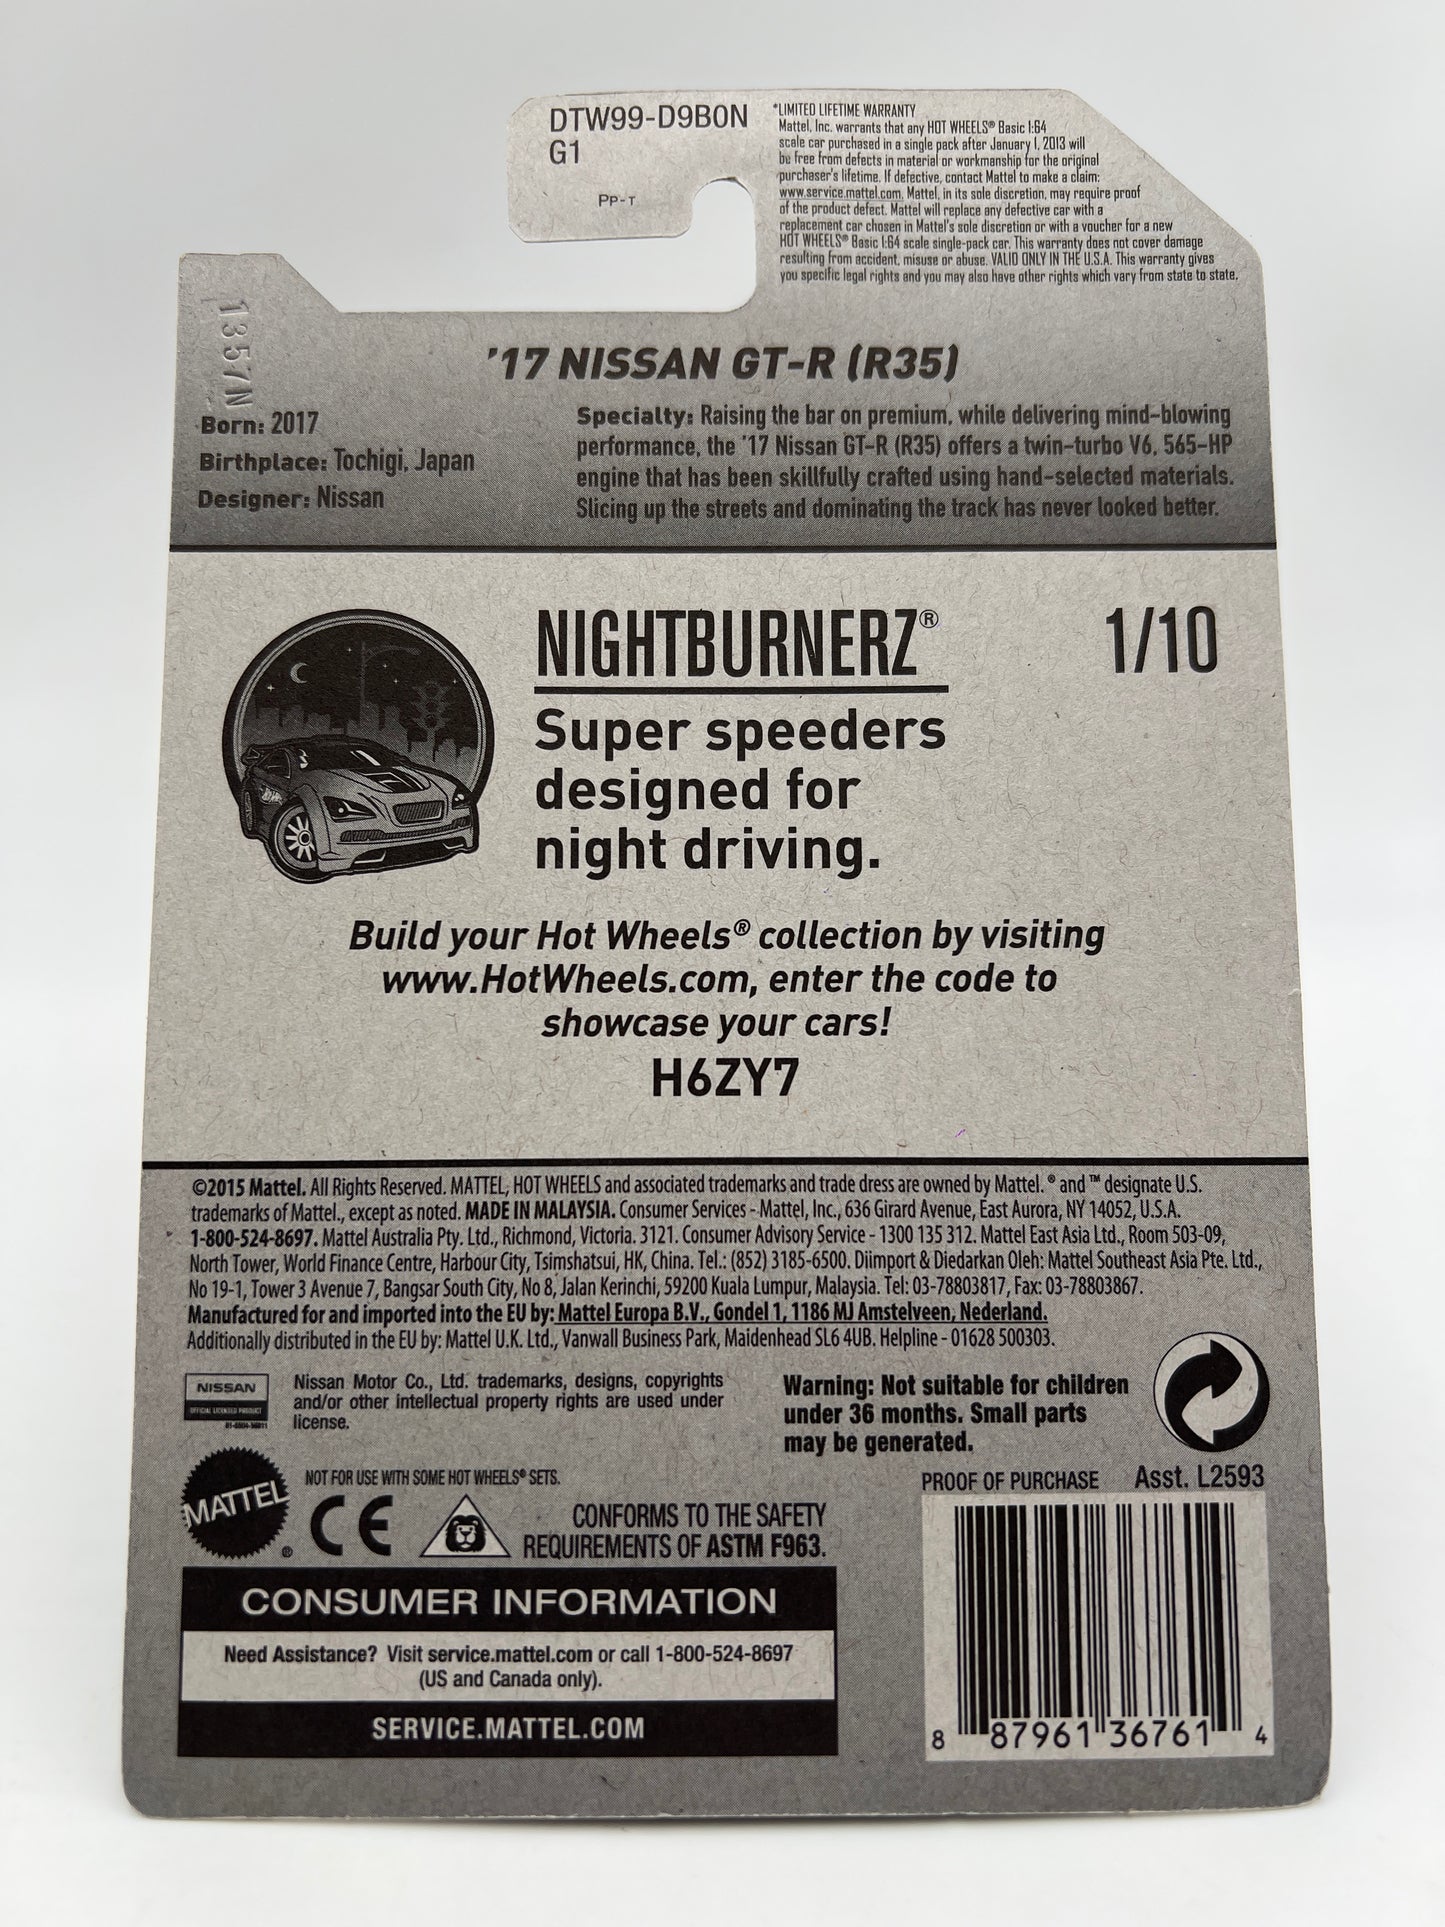 DTW99-D9B0N
G1
PP-T
*LIMITED LIFETIME WARRANTY
Mattel, Inc. warrants that any HOT WHEELS® Basic 1:64
scale car purchased in a single pack after January 1, 2013 will
be free from defects in material or workmanship for the original
purchaser's lifetime. If defective, contact Mattel to make a claim:
www.service.mattel.com. Mattel, in its sole discretion, may require proof
of the product defect. Mattel will replace any defective car with a
replacement car chosen in Mattel's sole discretion or with a voucher for a new
HOT WHEELS® Basic 1:64 scale single-pack car. This warranty does not cover damage
resulting from accident, misuse or abuse. VALID ONLY IN THE U.S.A. This warranty gives
you specific legal rights and you may also have other rights which vary from state to state.
1357N
'17 NISSAN GT-R (R35)
Born: 2017
Birthplace: Tochigi, Japan
Designer: Nissan
Specialty: Raising the bar on premium, while delivering mind-blowing
performance, the '17 Nissan GT-R (R35) offers a twin-turbo V6, 565-HP
engine that has been skillfully crafted using hand-selected materials.
Slicing up the streets and dominating the track has never looked better.
NIGHTBURNERZ®
1/10
Super speeders
designed for
night driving.
Build your Hot Wheels® collection by visiting
www.HotWheels.com, enter the code to
showcase your cars!
H6ZY7
©2015 Mattel. All Rights Reserved. MATTEL, HOT WHEELS and associated trademarks and trade dress are owned by Mattel. ® and ™ designate U.S.
trademarks of Mattel., except as noted. MADE IN MALAYSIA. Consumer Services - Mattel, Inc., 636 Girard Avenue, East Aurora, NY 14052, U.S.A.
1-800-524-8697. Mattel Australia Pty. Ltd., Richmond, Victoria. 3121. Consumer Advisory Service - 1300 135 312. Mattel East Asia Ltd., Room 503-09,
North Tower, World Finance Centre, Harbour City, Tsimshatsui, HK, China. Tel.: (852) 3185-6500. Diimport & Diedarkan Oleh: Mattel Southeast Asia Pte. Ltd.,
No 19-1, Tower 3 Avenue 7, Bangsar South City, No 8, Jalan Kerinchi, 59200 Kuala Lumpur, Malaysia. Tel: 03-78803817, Fax: 03-78803867.
Manufactured for and imported into the EU by: Mattel Europa B.V., Gondel 1, 1186 MJ Amstelveen, Nederland.
Additionally distributed in the EU by: Mattel U.K. Ltd., Vanwall Business Park, Maidenhead SL6 4UB. Helpline - 01628 500303.
NISSAN
OFFICIAL LICENSED PRODUCT
Nissan Motor Co., Ltd. trademarks, designs, copyrights
and/or other intellectual property rights are used under
license.
Warning: Not suitable for children
under 36 months. Small parts
may be generated.
MATTEL
®
NOT FOR USE WITH SOME HOT WHEELS® SETS.
CE
CONFORMS TO THE SAFETY
REQUIREMENTS OF ASTM F963.
PROOF OF PURCHASE
Asst. L2593
CONSUMER INFORMATION
Need Assistance? Visit service.mattel.com or call 1-800-524-8697
(US and Canada only).
SERVICE.MATTEL.COM
8 87961 36761 4